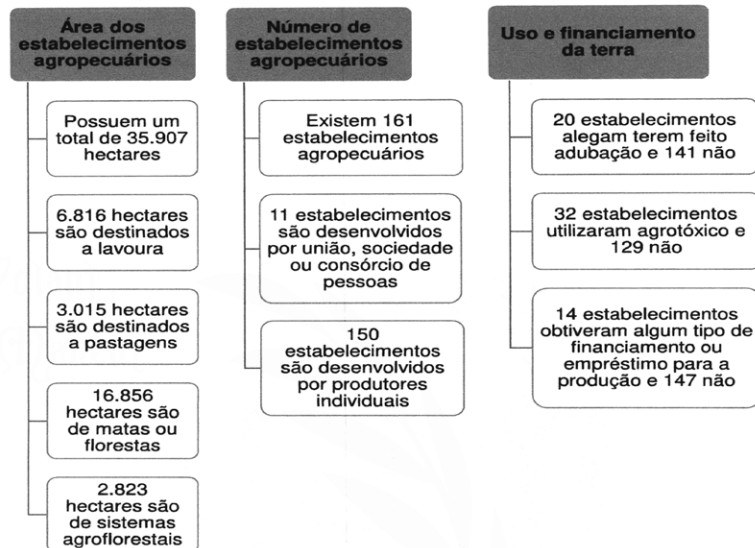 Área dos
estabelecimentos
agropecuários
Possuem um
total de 35.907
hectares
6.816 hectares
são destinados
a lavoura
3.015 hectares
são destinados
a pastagens
16.856
hectares são
de matas ou
florestas
2.823
hectares são
de sistemas
agroflorestais
Número de
estabelecimentos
agropecuários
Existem 161
estabelecimentos
agropecuários
11 estabelecimentos
são desenvolvidos
por união, sociedade
ou consórcio de
pessoas
150
estabelecimentos
são desenvolvidos
por produtores
individuais
Uso e financiamento
da terra
20 estabelecimentos
alegam terem feito
adubação e 141 não
32 estabelecimentos
utilizaram agrotóxico e
129 não
14 estabelecimentos
obtiveram algum tipo de
financiamento ou
empréstimo para a
produção e 147 não